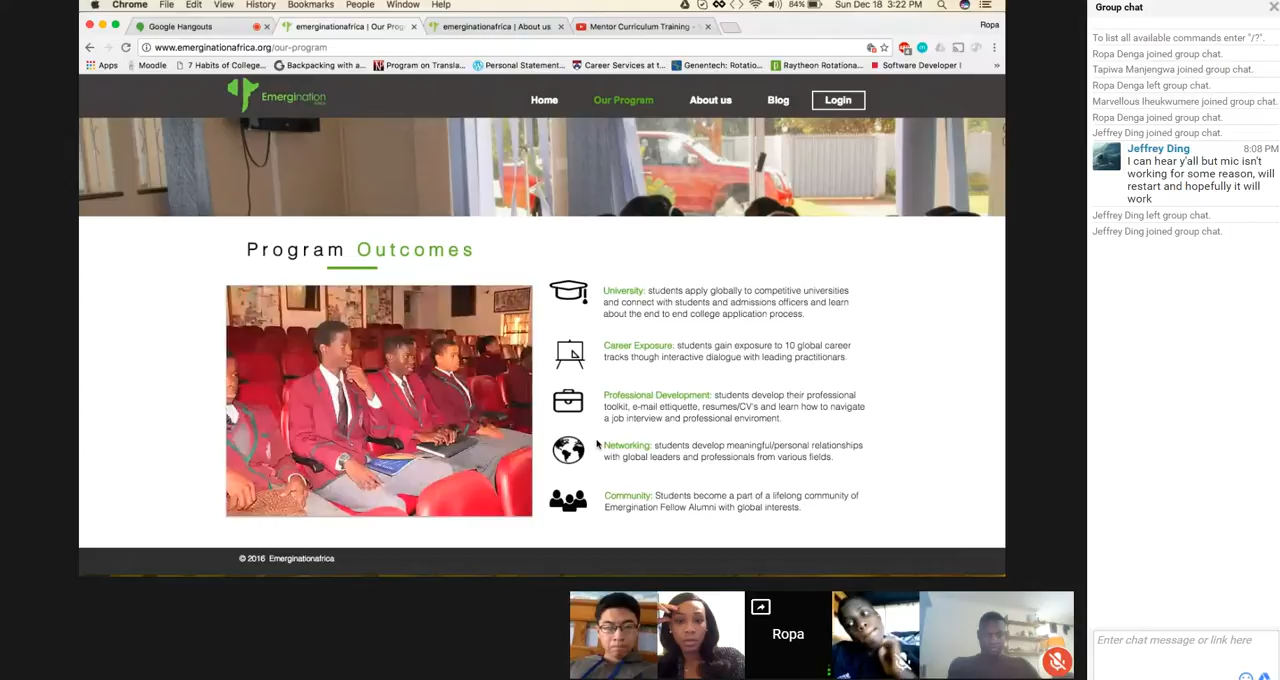 Chrome File Edit View History Bookmarks People Window Help 84% Sun Dec 18 3:22 PM
Google Hangouts emerginationafrica | Our Pro emerginationafrica | About us Mentor Curriculum Training - Ropa
www.emerginationafrica.org/our-program
Apps Moodle 7 Habits of College... Backpacking with a... Program on Transla... Personal Statement... Career Services at t... Genentech: Rotatio... Raytheon Rotationa... Software Developer I
Emergination
Home Our Program About us Blog Login
Program Outcomes
University: students apply globally to competitive universities
and connect with students and admissions officers and learn
about the end to end college application process.
Career Exposure: students gain exposure to 10 global career
tracks though interactive dialogue with leading practitionars.
Professional Development: students develop their professional
toolkit, e-mail ettiquette, resumes/CV's and learn how to navigate
a job interview and professional enviroment.
Networking: students develop meaningful/personal relationships
with global leaders and professionals from various fields.
Community: Students become a part of a lifelong community of
Emergination Fellow Alumni with global interests.
© 2016 Emerginationafrica
Ropa
Group chat
To list all available commands enter "/?".
Ropa Denga joined group chat.
Tapiwa Manjengwa joined group chat.
Ropa Denga left group chat.
Marvellous Iheukwumere joined group chat.
Ropa Denga joined group chat.
Jeffrey Ding joined group chat.
Jeffrey Ding 8:08 PM
I can hear y'all but mic isn't
working for some reason, will
restart and hopefully it will
work
Jeffrey Ding left group chat.
Jeffrey Ding joined group chat.
Enter chat message or link here